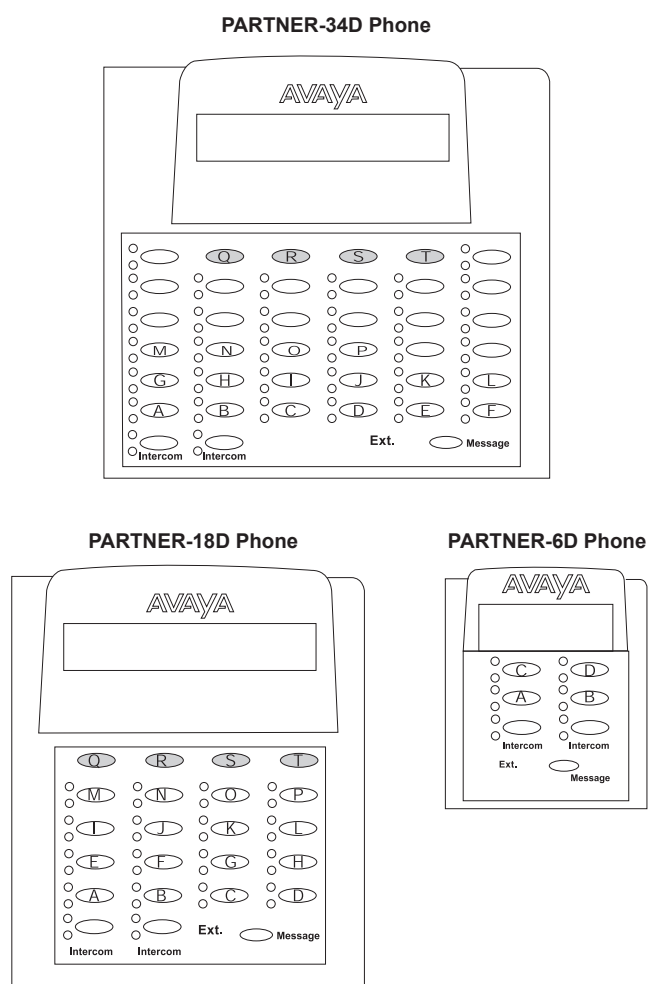 PARTNER-34D Phone
AVAYA
Q R S T
M N O P
G H I J K L
A B C D E F
Ext. Message
Intercom Intercom
PARTNER-18D Phone
AVAYA
Q R S T
M N O P
I J K L
E F G H
A B C D
Ext. Message
Intercom Intercom
PARTNER-6D Phone
AVAYA
C D
A B
Intercom Intercom
Ext.
Message